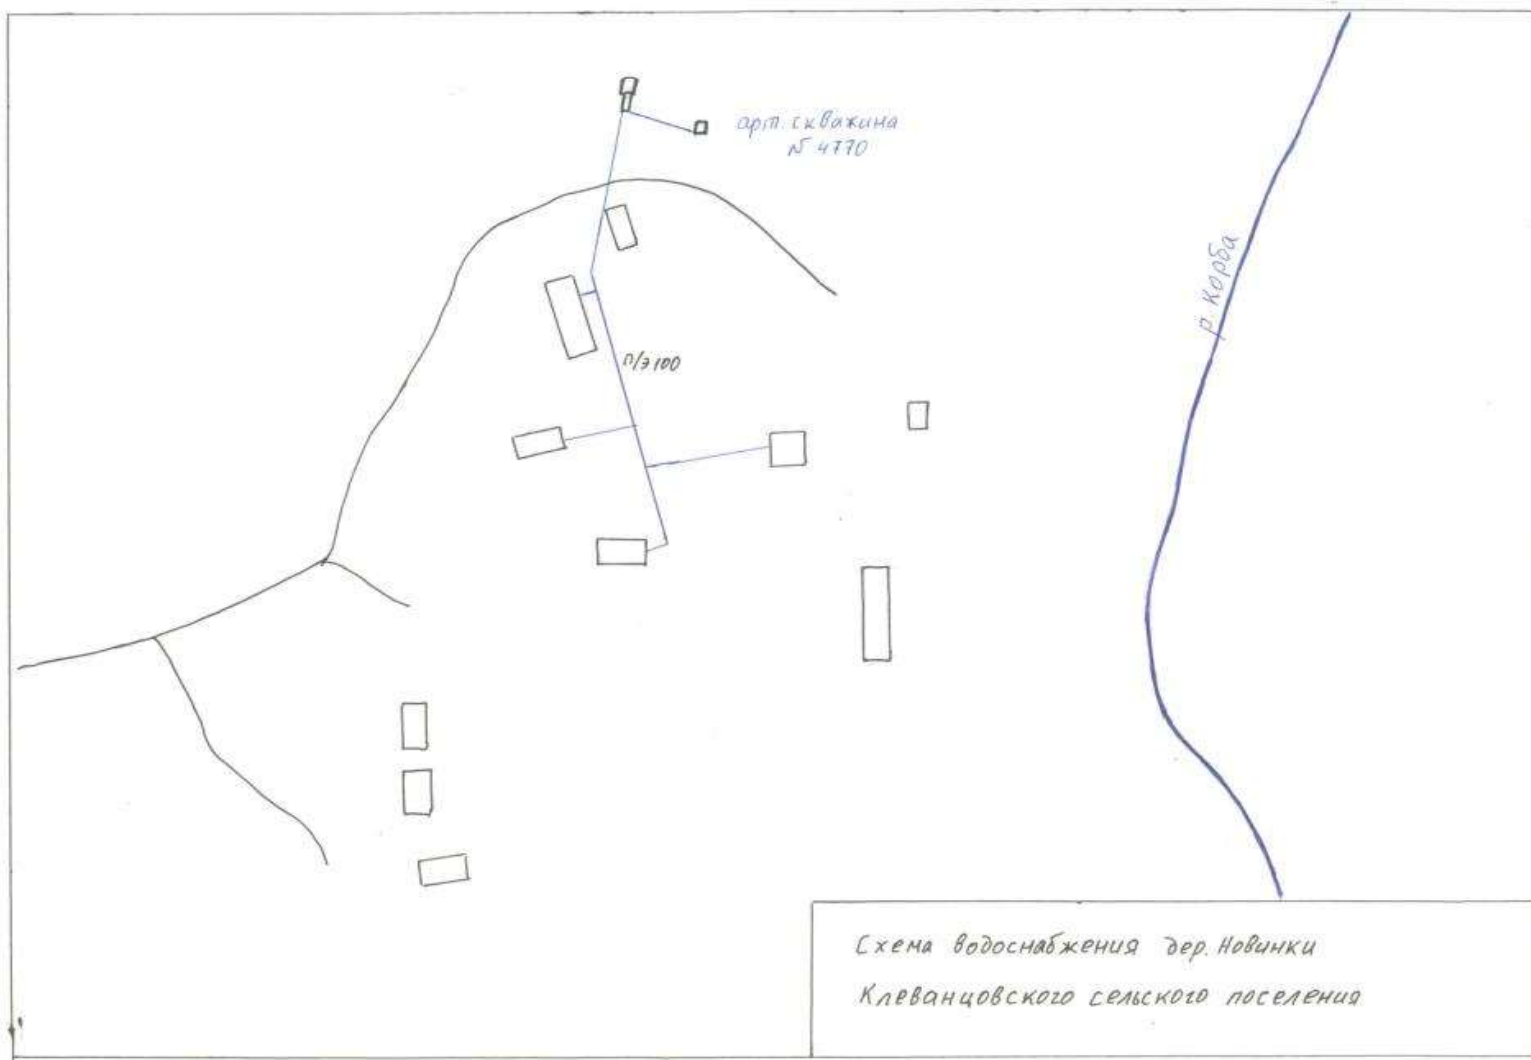 арт. скважина
№ 4770
р. Корба
п/э 100
Схема водоснабжения дер. Новинки
Клеванцовского сельского поселения